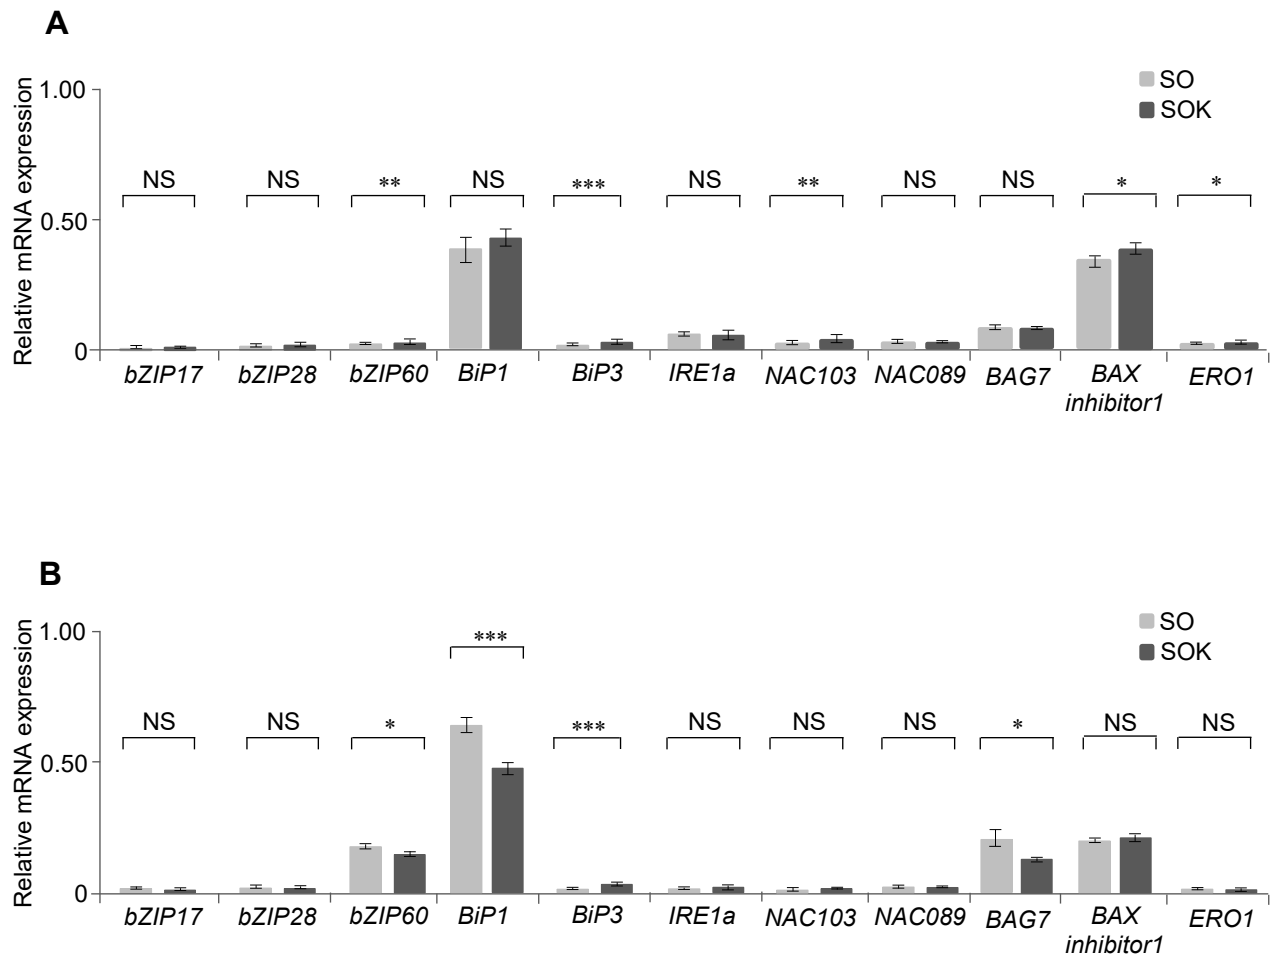 A
SO
SOK
Relative mRNA expression
1.00
0.50
0
NS NS ** NS *** NS ** NS NS * *
bZIP17 bZIP28 bZIP60 BiP1 BiP3 IRE1a NAC103 NAC089 BAG7 BAX inhibitor1 ERO1
B
SO
SOK
Relative mRNA expression
1.00
0.50
0
***
NS NS * *** NS NS NS * NS NS
bZIP17 bZIP28 bZIP60 BiP1 BiP3 IRE1a NAC103 NAC089 BAG7 BAX inhibitor1 ERO1